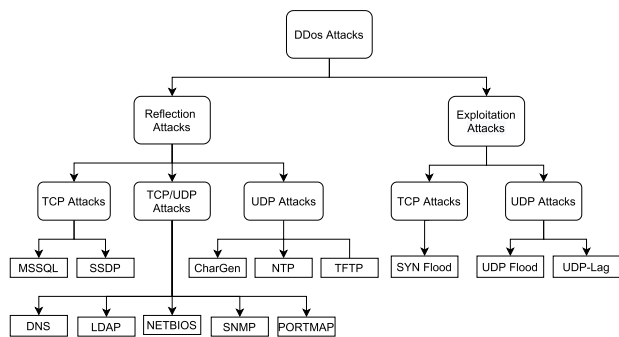 DDos Attacks
Reflection
Attacks
Exploitation
Attacks
TCP Attacks
TCP/UDP
Attacks
UDP Attacks
TCP Attacks
UDP Attacks
MSSQL
SSDP
CharGen
NTP
TFTP
SYN Flood
UDP Flood
UDP-Lag
DNS
LDAP
NETBIOS
SNMP
PORTMAP